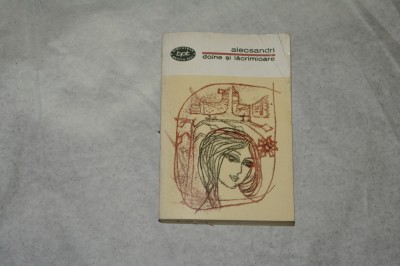 alecsandri
doine și lăcrimioare